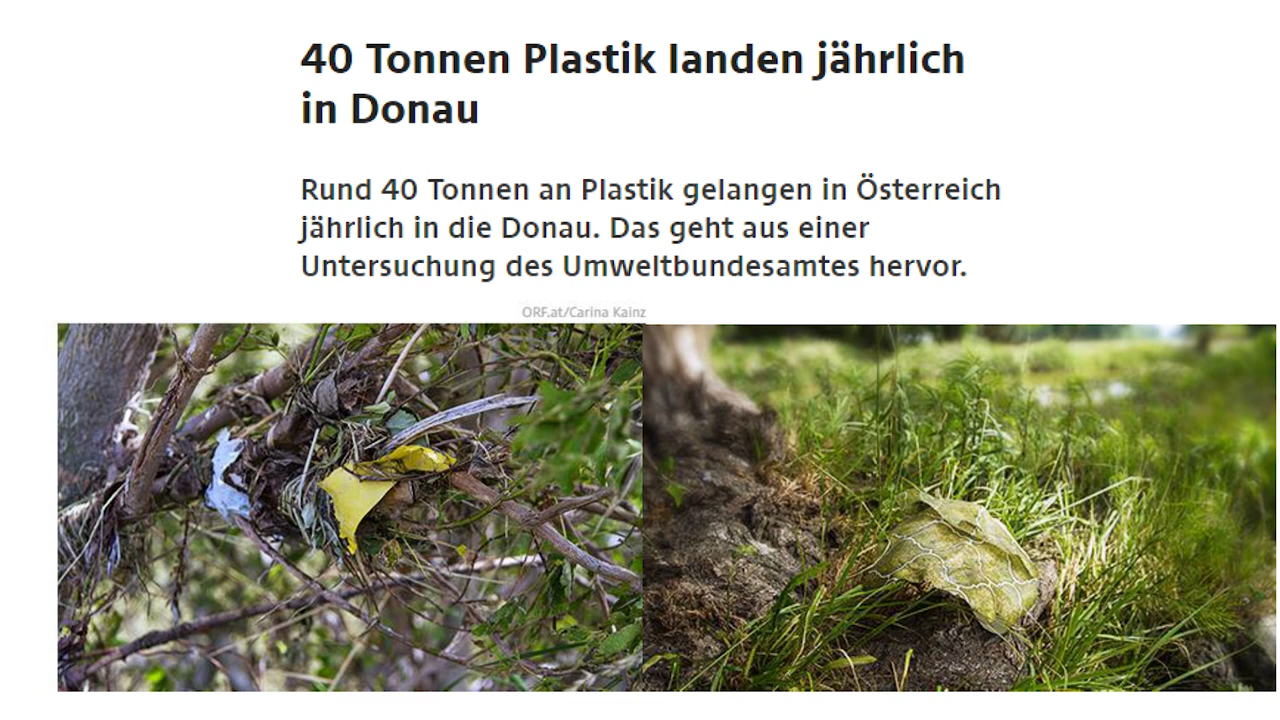 40 Tonnen Plastik landen jährlich
in Donau
Rund 40 Tonnen an Plastik gelangen in Österreich
jährlich in die Donau. Das geht aus einer
Untersuchung des Umweltbundesamtes hervor.
ORF.at/Carina Kainz